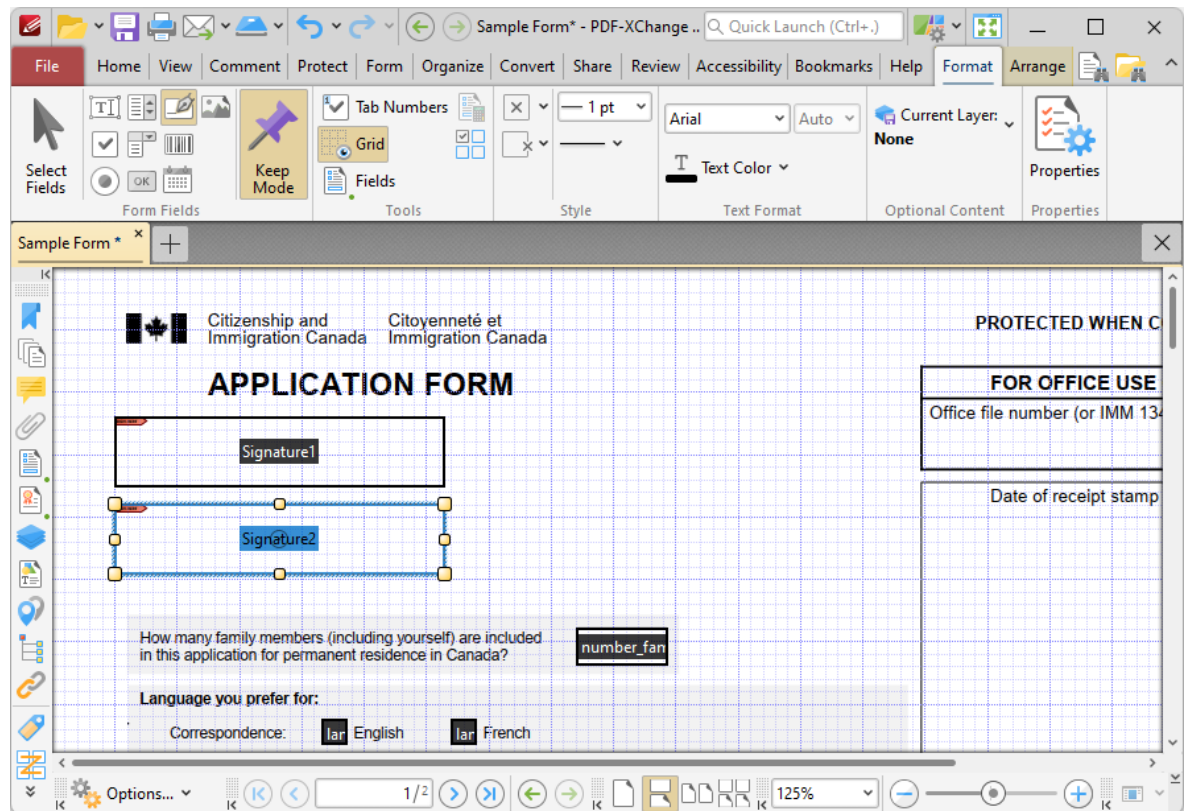 Sample Form* - PDF-XChange .. Quick Launch (Ctrl+.)
File Home View Comment Protect Form Organize Convert Share Review Accessibility Bookmarks Help Format Arrange
Select Fields
OK
Keep Mode
Tab Numbers
Grid
Fields
1 pt
Arial Auto
Text Color
Current Layer:
None
Properties
Form Fields Tools Style Text Format Optional Content Properties
Sample Form *
Citizenship and Citoyenneté et
Immigration Canada Immigration Canada
PROTECTED WHEN C
APPLICATION FORM
FOR OFFICE USE
Office file number (or IMM 134
Signature1
Date of receipt stamp
Signature2
How many family members (including yourself) are included
in this application for permanent residence in Canada?
number_fan
Language you prefer for:
Correspondence: lar English lar French
Options... 1/2 125%